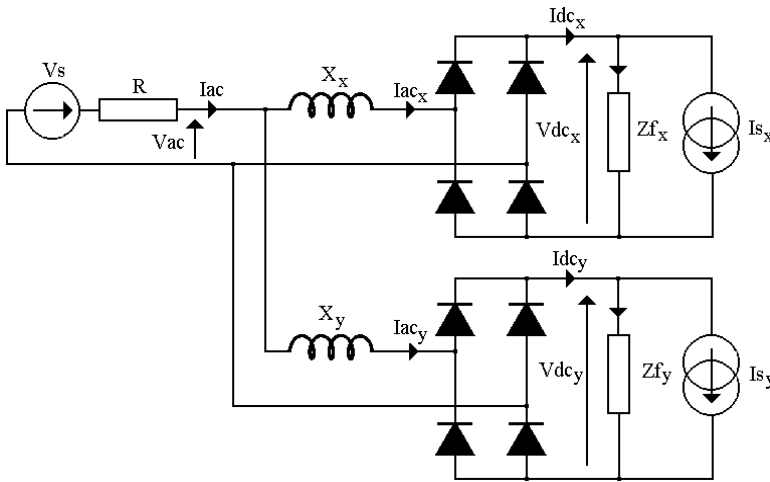 Vs
R
Iac
Xx
Iacx
Idcx
Vac
Vdcx
Zfx
Isx
Xy
Iacy
Idcy
Vdcy
Zfy
Isy